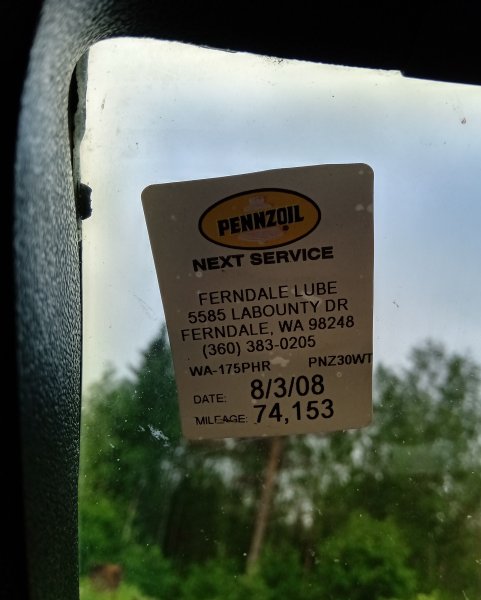 PENNZOIL
NEXT SERVICE
FERNDALE LUBE
5585 LABOUNTY DR
FERNDALE, WA 98248
(360) 383-0205
WA-175PHR PNZ30WT
DATE: 8/3/08
MILEAGE: 74,153